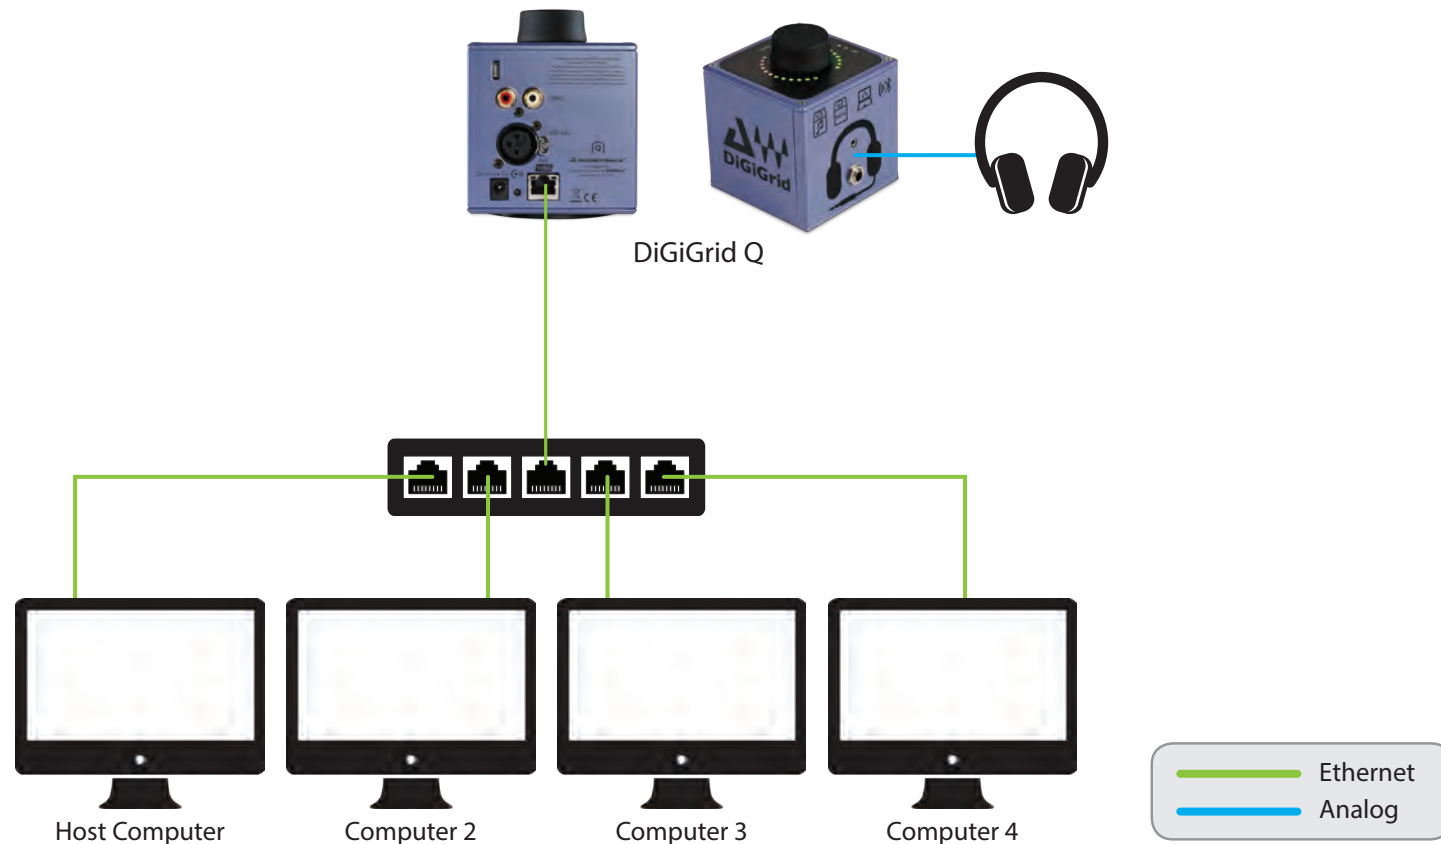 DiGiGrid
DiGiGrid Q
Host Computer
Computer 2
Computer 3
Computer 4
Ethernet
Analog